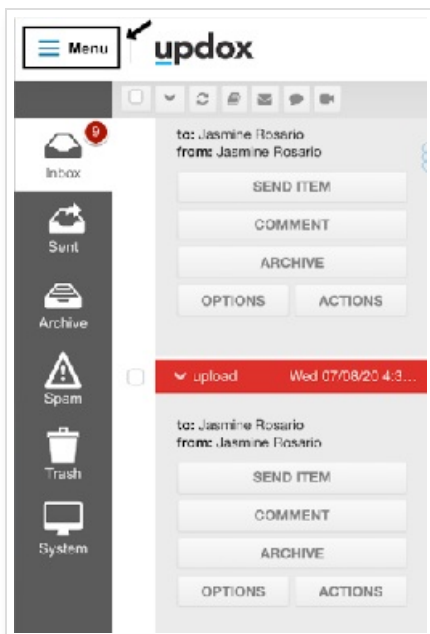 Menu
updox
9
Inbox
Sent
Archive
Spam
Trash
System
to: Jasmine Rosario
from: Jasmine Rosario
SEND ITEM
COMMENT
ARCHIVE
OPTIONS ACTIONS
upload Wed 07/08/20 4:3...
to: Jasmine Rosario
from: Jasmine Rosario
SEND ITEM
COMMENT
ARCHIVE
OPTIONS ACTIONS